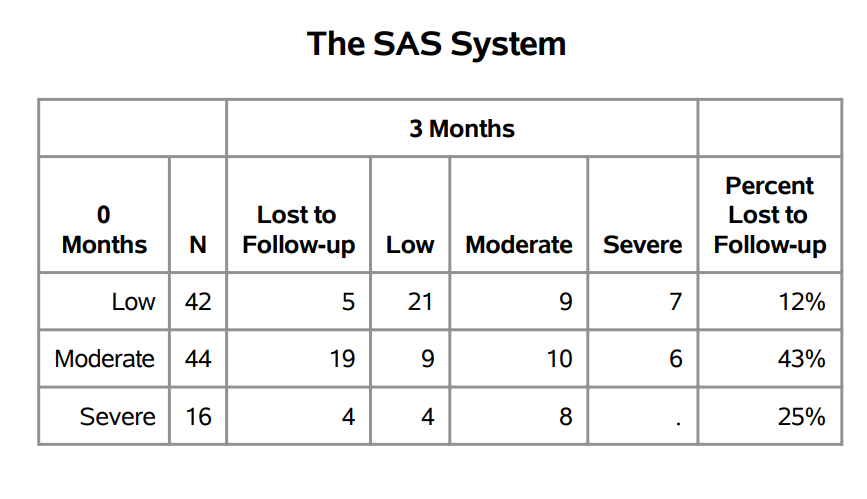 The SAS System
3 Months
0 Months N Lost to Follow-up Low Moderate Severe Percent Lost to Follow-up
Low 42 5 21 9 7 12%
Moderate 44 19 9 10 6 43%
Severe 16 4 4 8 . 25%